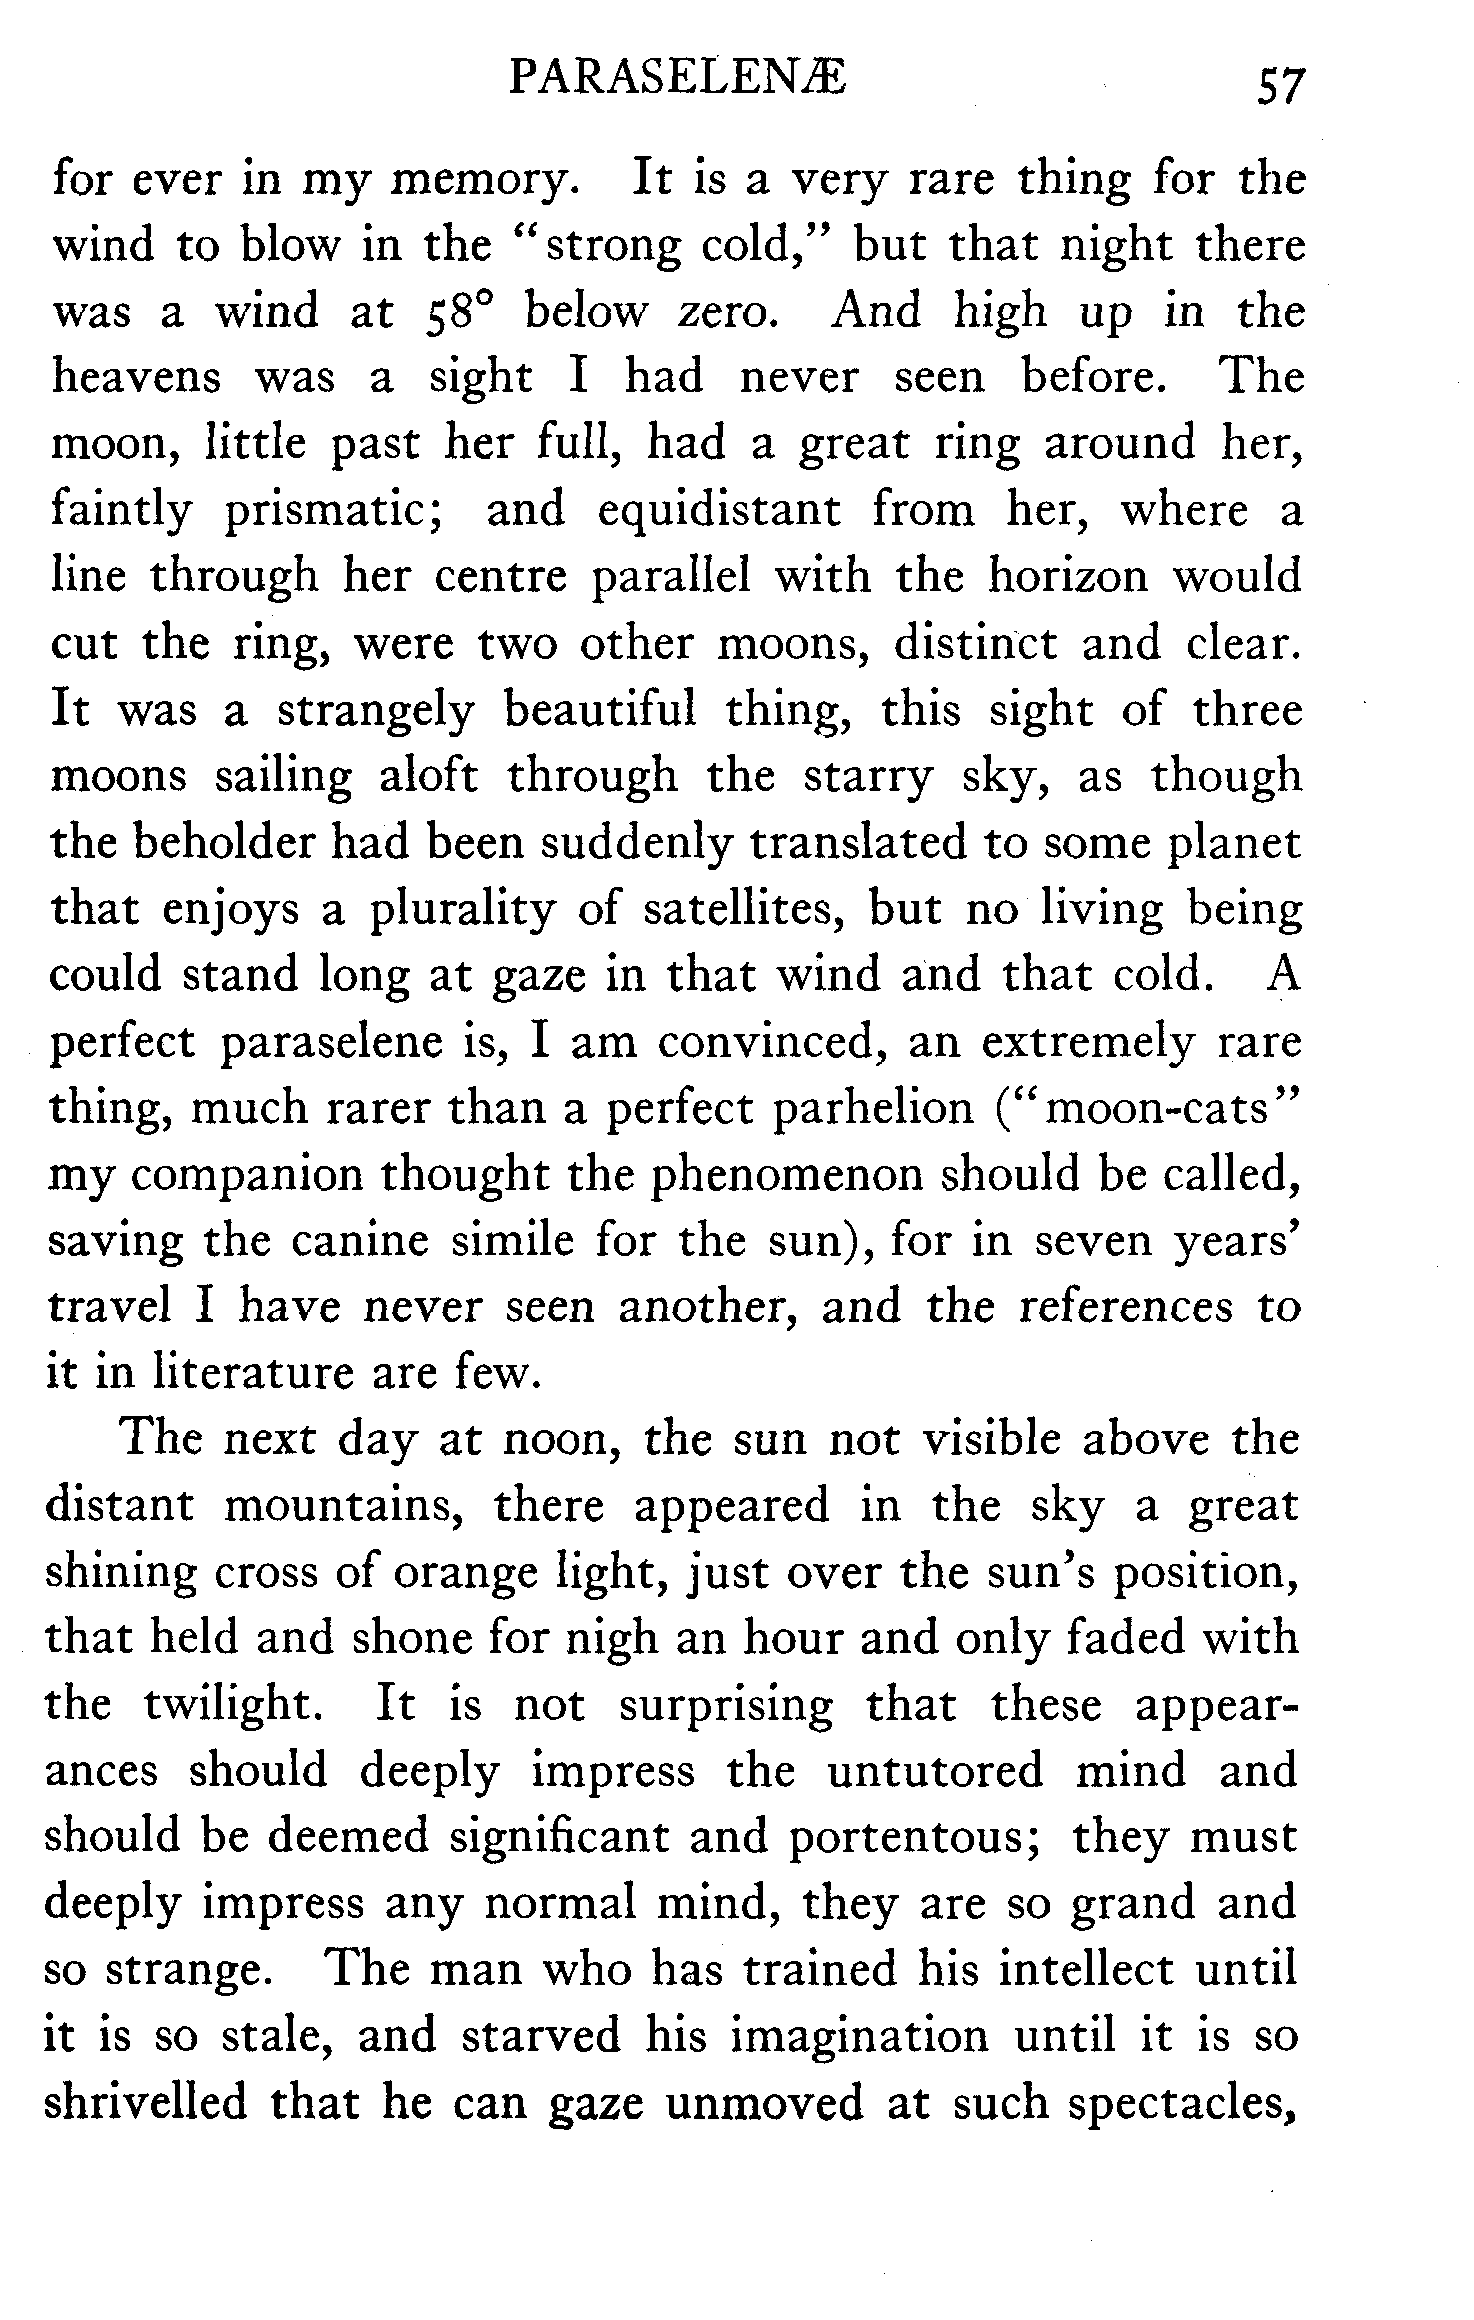 PARASELENÆ 57
for ever in my memory. It is a very rare thing for the
wind to blow in the “strong cold,” but that night there
was a wind at 58° below zero. And high up in the
heavens was a sight I had never seen before. The
moon, little past her full, had a great ring around her,
faintly prismatic; and equidistant from her, where a
line through her centre parallel with the horizon would
cut the ring, were two other moons, distinct and clear.
It was a strangely beautiful thing, this sight of three
moons sailing aloft through the starry sky, as though
the beholder had been suddenly translated to some planet
that enjoys a plurality of satellites, but no living being
could stand long at gaze in that wind and that cold. A
perfect paraselene is, I am convinced, an extremely rare
thing, much rarer than a perfect parhelion (“moon-cats”
my companion thought the phenomenon should be called,
saving the canine simile for the sun), for in seven years’
travel I have never seen another, and the references to
it in literature are few.
The next day at noon, the sun not visible above the
distant mountains, there appeared in the sky a great
shining cross of orange light, just over the sun’s position,
that held and shone for nigh an hour and only faded with
the twilight. It is not surprising that these appear-
ances should deeply impress the untutored mind and
should be deemed significant and portentous; they must
deeply impress any normal mind, they are so grand and
so strange. The man who has trained his intellect until
it is so stale, and starved his imagination until it is so
shrivelled that he can gaze unmoved at such spectacles,